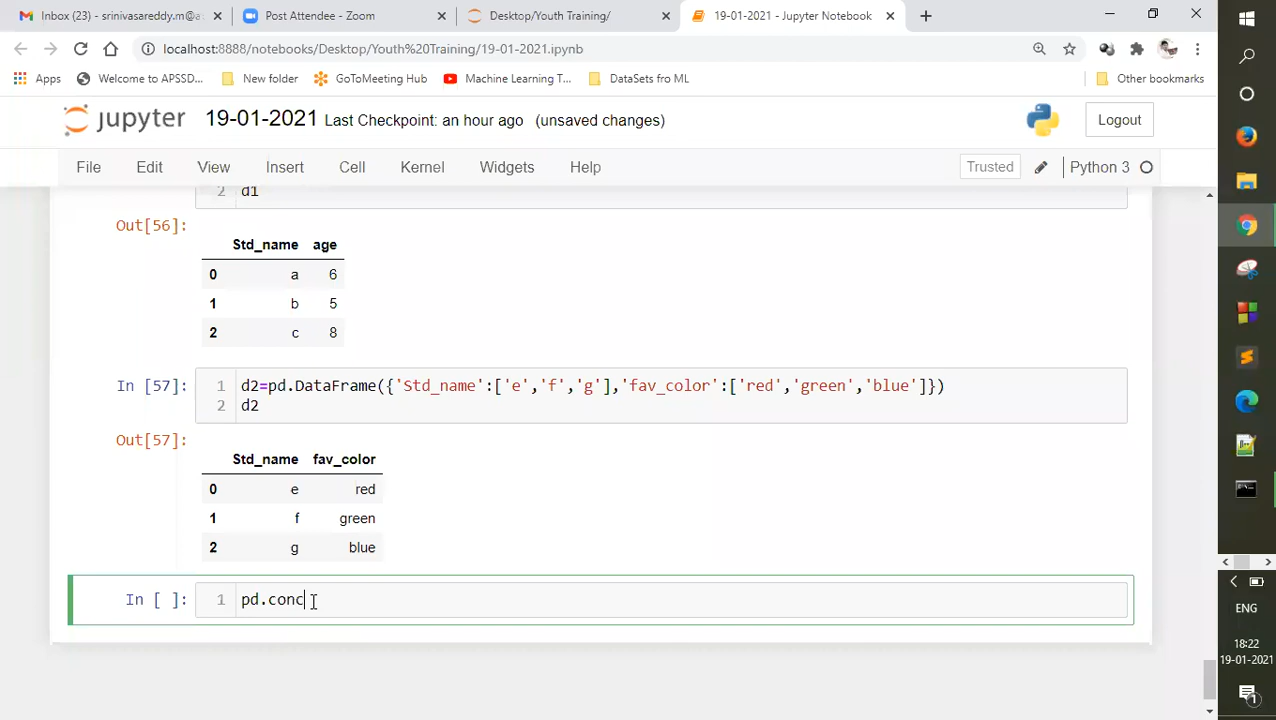 Inbox (23) - srinivasareddy.m@a
Post Attendee - Zoom
Desktop/Youth Training/
19-01-2021 - Jupyter Notebook
localhost:8888/notebooks/Desktop/Youth%20Training/19-01-2021.ipynb
Apps
Welcome to APSSD...
New folder
GoToMeeting Hub
Machine Learning T...
DataSets fro ML
Other bookmarks
jupyter 19-01-2021 Last Checkpoint: an hour ago (unsaved changes)
Logout
File Edit View Insert Cell Kernel Widgets Help
Trusted
Python 3
2 d1
Out[56]:
Std_name age
0 a 6
1 b 5
2 c 8
In [57]:
1 d2=pd.DataFrame({'Std_name':['e','f','g'],'fav_color':['red','green','blue']})
2 d2
Out[57]:
Std_name fav_color
0 e red
1 f green
2 g blue
In [ ]:
1 pd.conc
ENG
18:22
19-01-2021
1